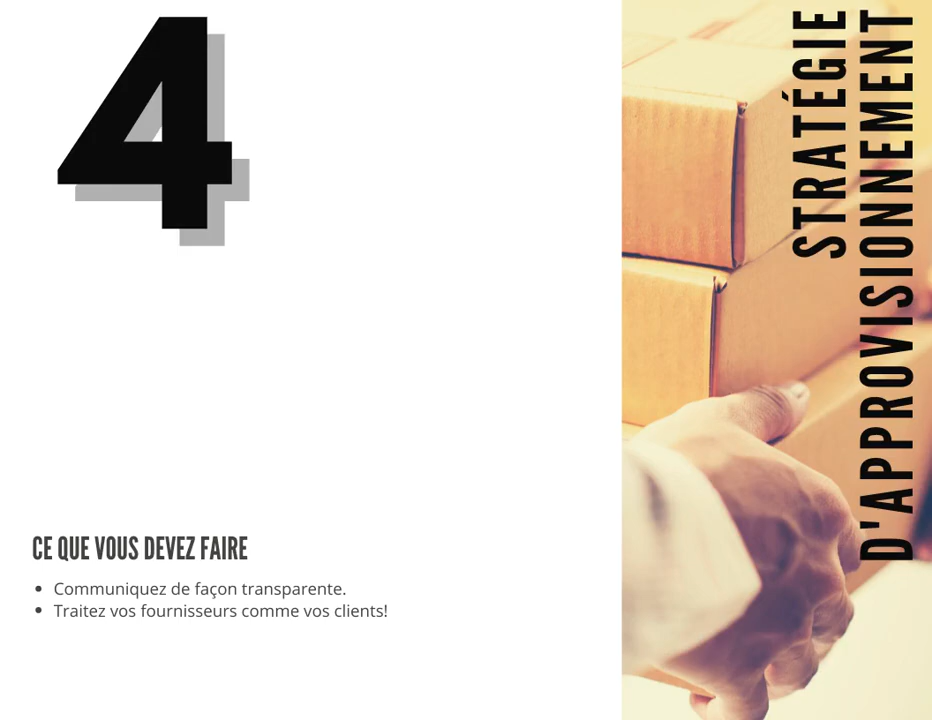 4
STRATÉGIE
D'APPROVISIONNEMENT
CE QUE VOUS DEVEZ FAIRE
• Communiquez de façon transparente.
• Traitez vos fournisseurs comme vos clients!